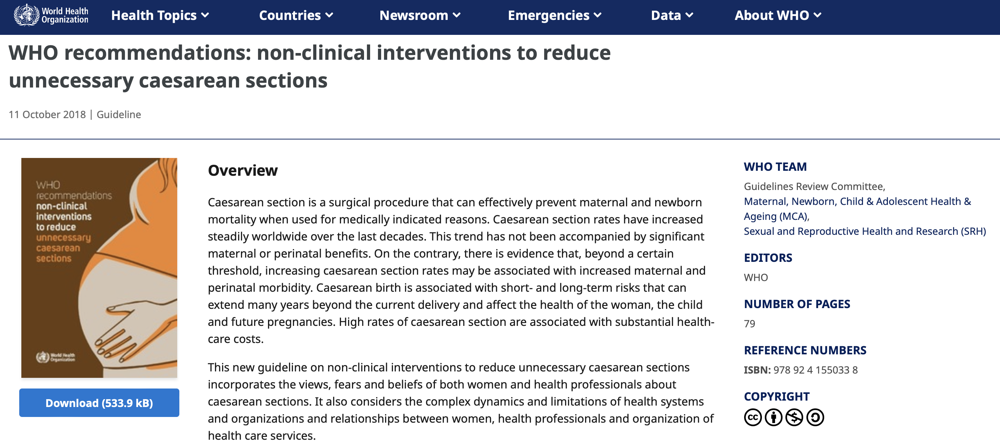 World Health
Organization
Health Topics
Countries
Newsroom
Emergencies
Data
About WHO
WHO recommendations: non-clinical interventions to reduce
unnecessary caesarean sections
11 October 2018 | Guideline
WHO
recommendations
non-clinical
interventions
to reduce
unnecessary
caesarean
sections
World Health
Organization
Download (533.9 kB)
Overview
Caesarean section is a surgical procedure that can effectively prevent maternal and newborn
mortality when used for medically indicated reasons. Caesarean section rates have increased
steadily worldwide over the last decades. This trend has not been accompanied by significant
maternal or perinatal benefits. On the contrary, there is evidence that, beyond a certain
threshold, increasing caesarean section rates may be associated with increased maternal and
perinatal morbidity. Caesarean birth is associated with short- and long-term risks that can
extend many years beyond the current delivery and affect the health of the woman, the child
and future pregnancies. High rates of caesarean section are associated with substantial health-
care costs.
This new guideline on non-clinical interventions to reduce unnecessary caesarean sections
incorporates the views, fears and beliefs of both women and health professionals about
caesarean sections. It also considers the complex dynamics and limitations of health systems
and organizations and relationships between women, health professionals and organization of
health care services.
WHO TEAM
Guidelines Review Committee,
Maternal, Newborn, Child & Adolescent Health &
Ageing (MCA),
Sexual and Reproductive Health and Research (SRH)
EDITORS
WHO
NUMBER OF PAGES
79
REFERENCE NUMBERS
ISBN: 978 92 4 155033 8
COPYRIGHT
cc